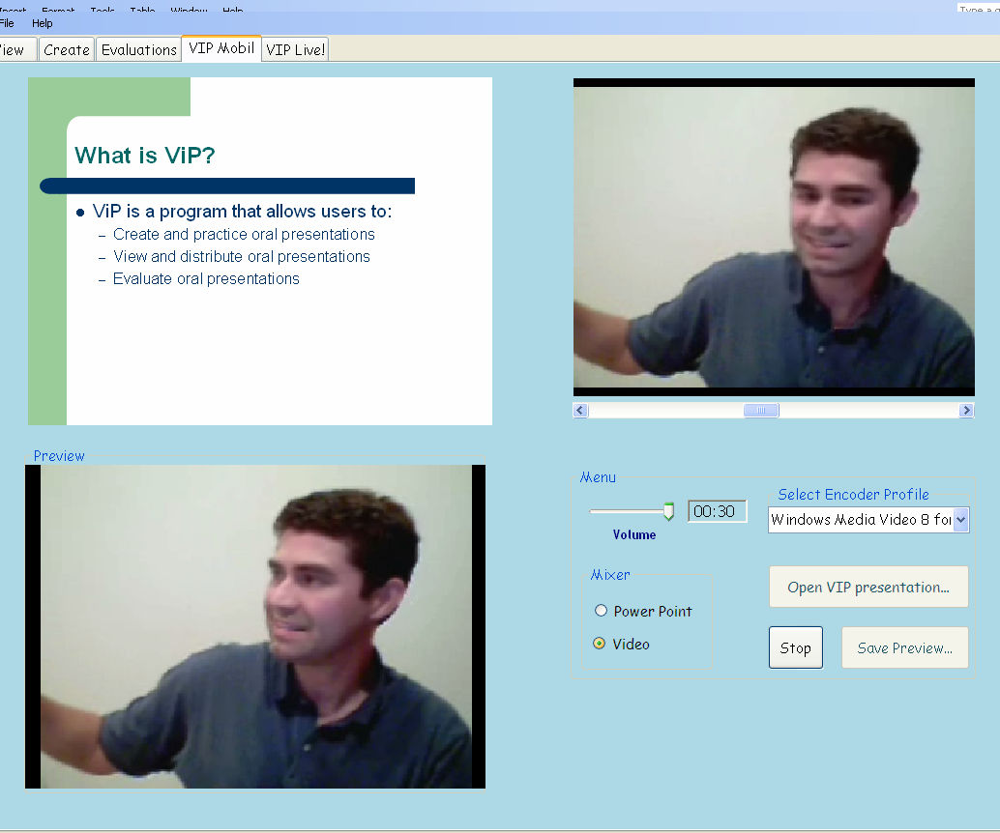 Insert Format Tools Table Window Help
Type a q
File Help
View Create Evaluations VIP Mobil VIP Live!
What is ViP?
ViP is a program that allows users to:
– Create and practice oral presentations
– View and distribute oral presentations
– Evaluate oral presentations
Preview
Menu
Select Encoder Profile
00:30
Windows Media Video 8 for
Volume
Mixer
Open VIP presentation...
Power Point
Video
Stop
Save Preview...